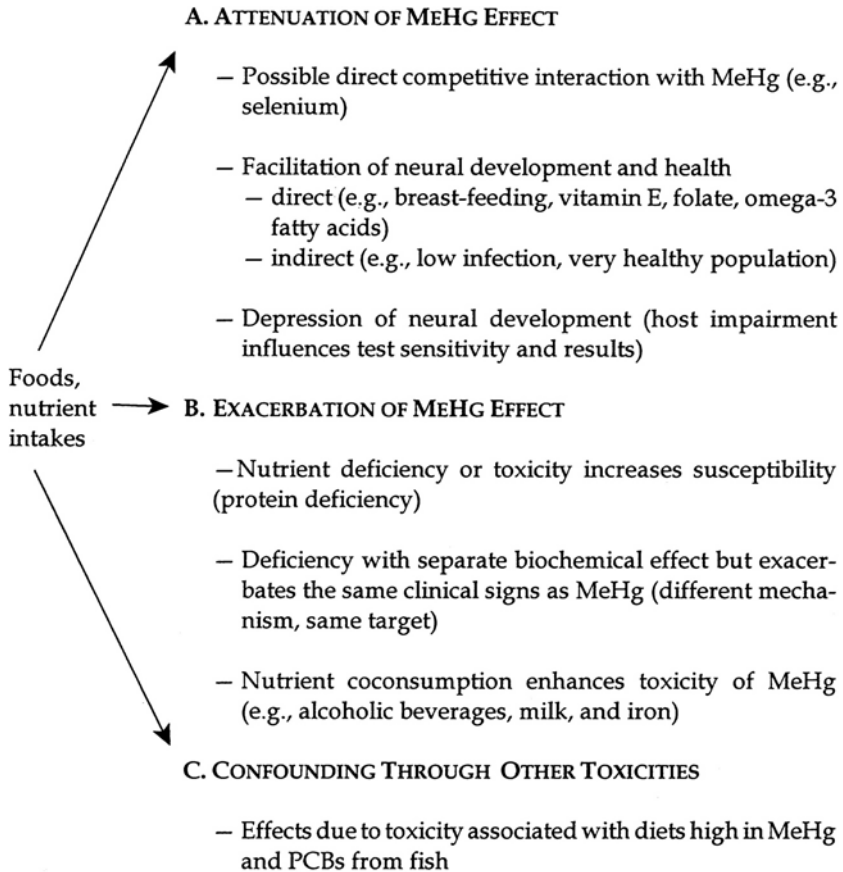 A. ATTENUATION OF MEHG EFFECT
– Possible direct competitive interaction with MeHg (e.g.,
selenium)
– Facilitation of neural development and health
– direct (e.g., breast-feeding, vitamin E, folate, omega-3
fatty acids)
– indirect (e.g., low infection, very healthy population)
– Depression of neural development (host impairment
influences test sensitivity and results)
Foods,
nutrient
intakes
B. EXACERBATION OF MEHG EFFECT
–Nutrient deficiency or toxicity increases susceptibility
(protein deficiency)
– Deficiency with separate biochemical effect but exacer-
bates the same clinical signs as MeHg (different mecha-
nism, same target)
– Nutrient coconsumption enhances toxicity of MeHg
(e.g., alcoholic beverages, milk, and iron)
C. CONFOUNDING THROUGH OTHER TOXICITIES
– Effects due to toxicity associated with diets high in MeHg
and PCBs from fish